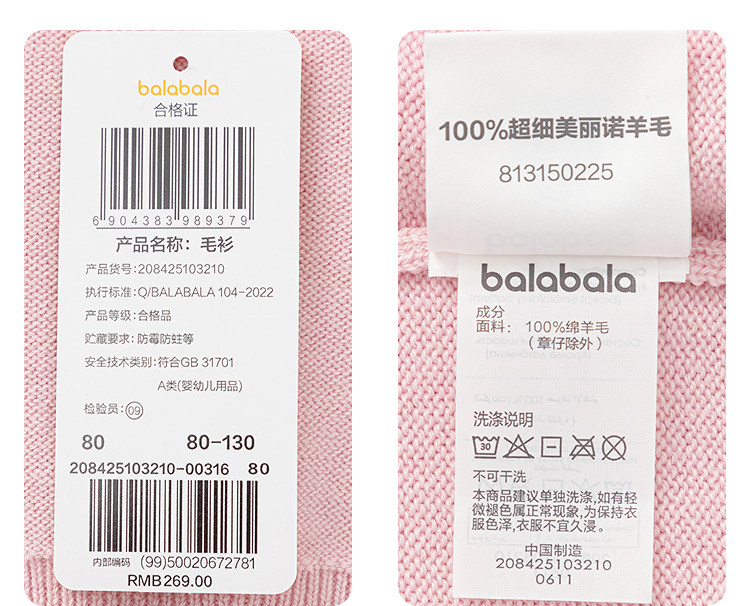 balabala
合格证
6 904383 989379
产品名称：毛衫
产品货号：208425103210
执行标准：Q/BALABALA 104-2022
产品等级：合格品
贮藏要求：防霉防蛀等
安全技术类别：符合GB 31701
A类(婴幼儿用品)
检验员：09
80 80-130
208425103210-00316 80
内部编码 (99)50020672781
RMB269.00
100%超细美丽诺羊毛
813150225
balabala
成分
面料：100%绵羊毛
（章仔除外）
洗涤说明
30
不可干洗
本商品建议单独洗涤,如有轻
微褪色属正常现象,为保持衣
服色泽,衣服不宜久浸。
中国制造
208425103210
0611